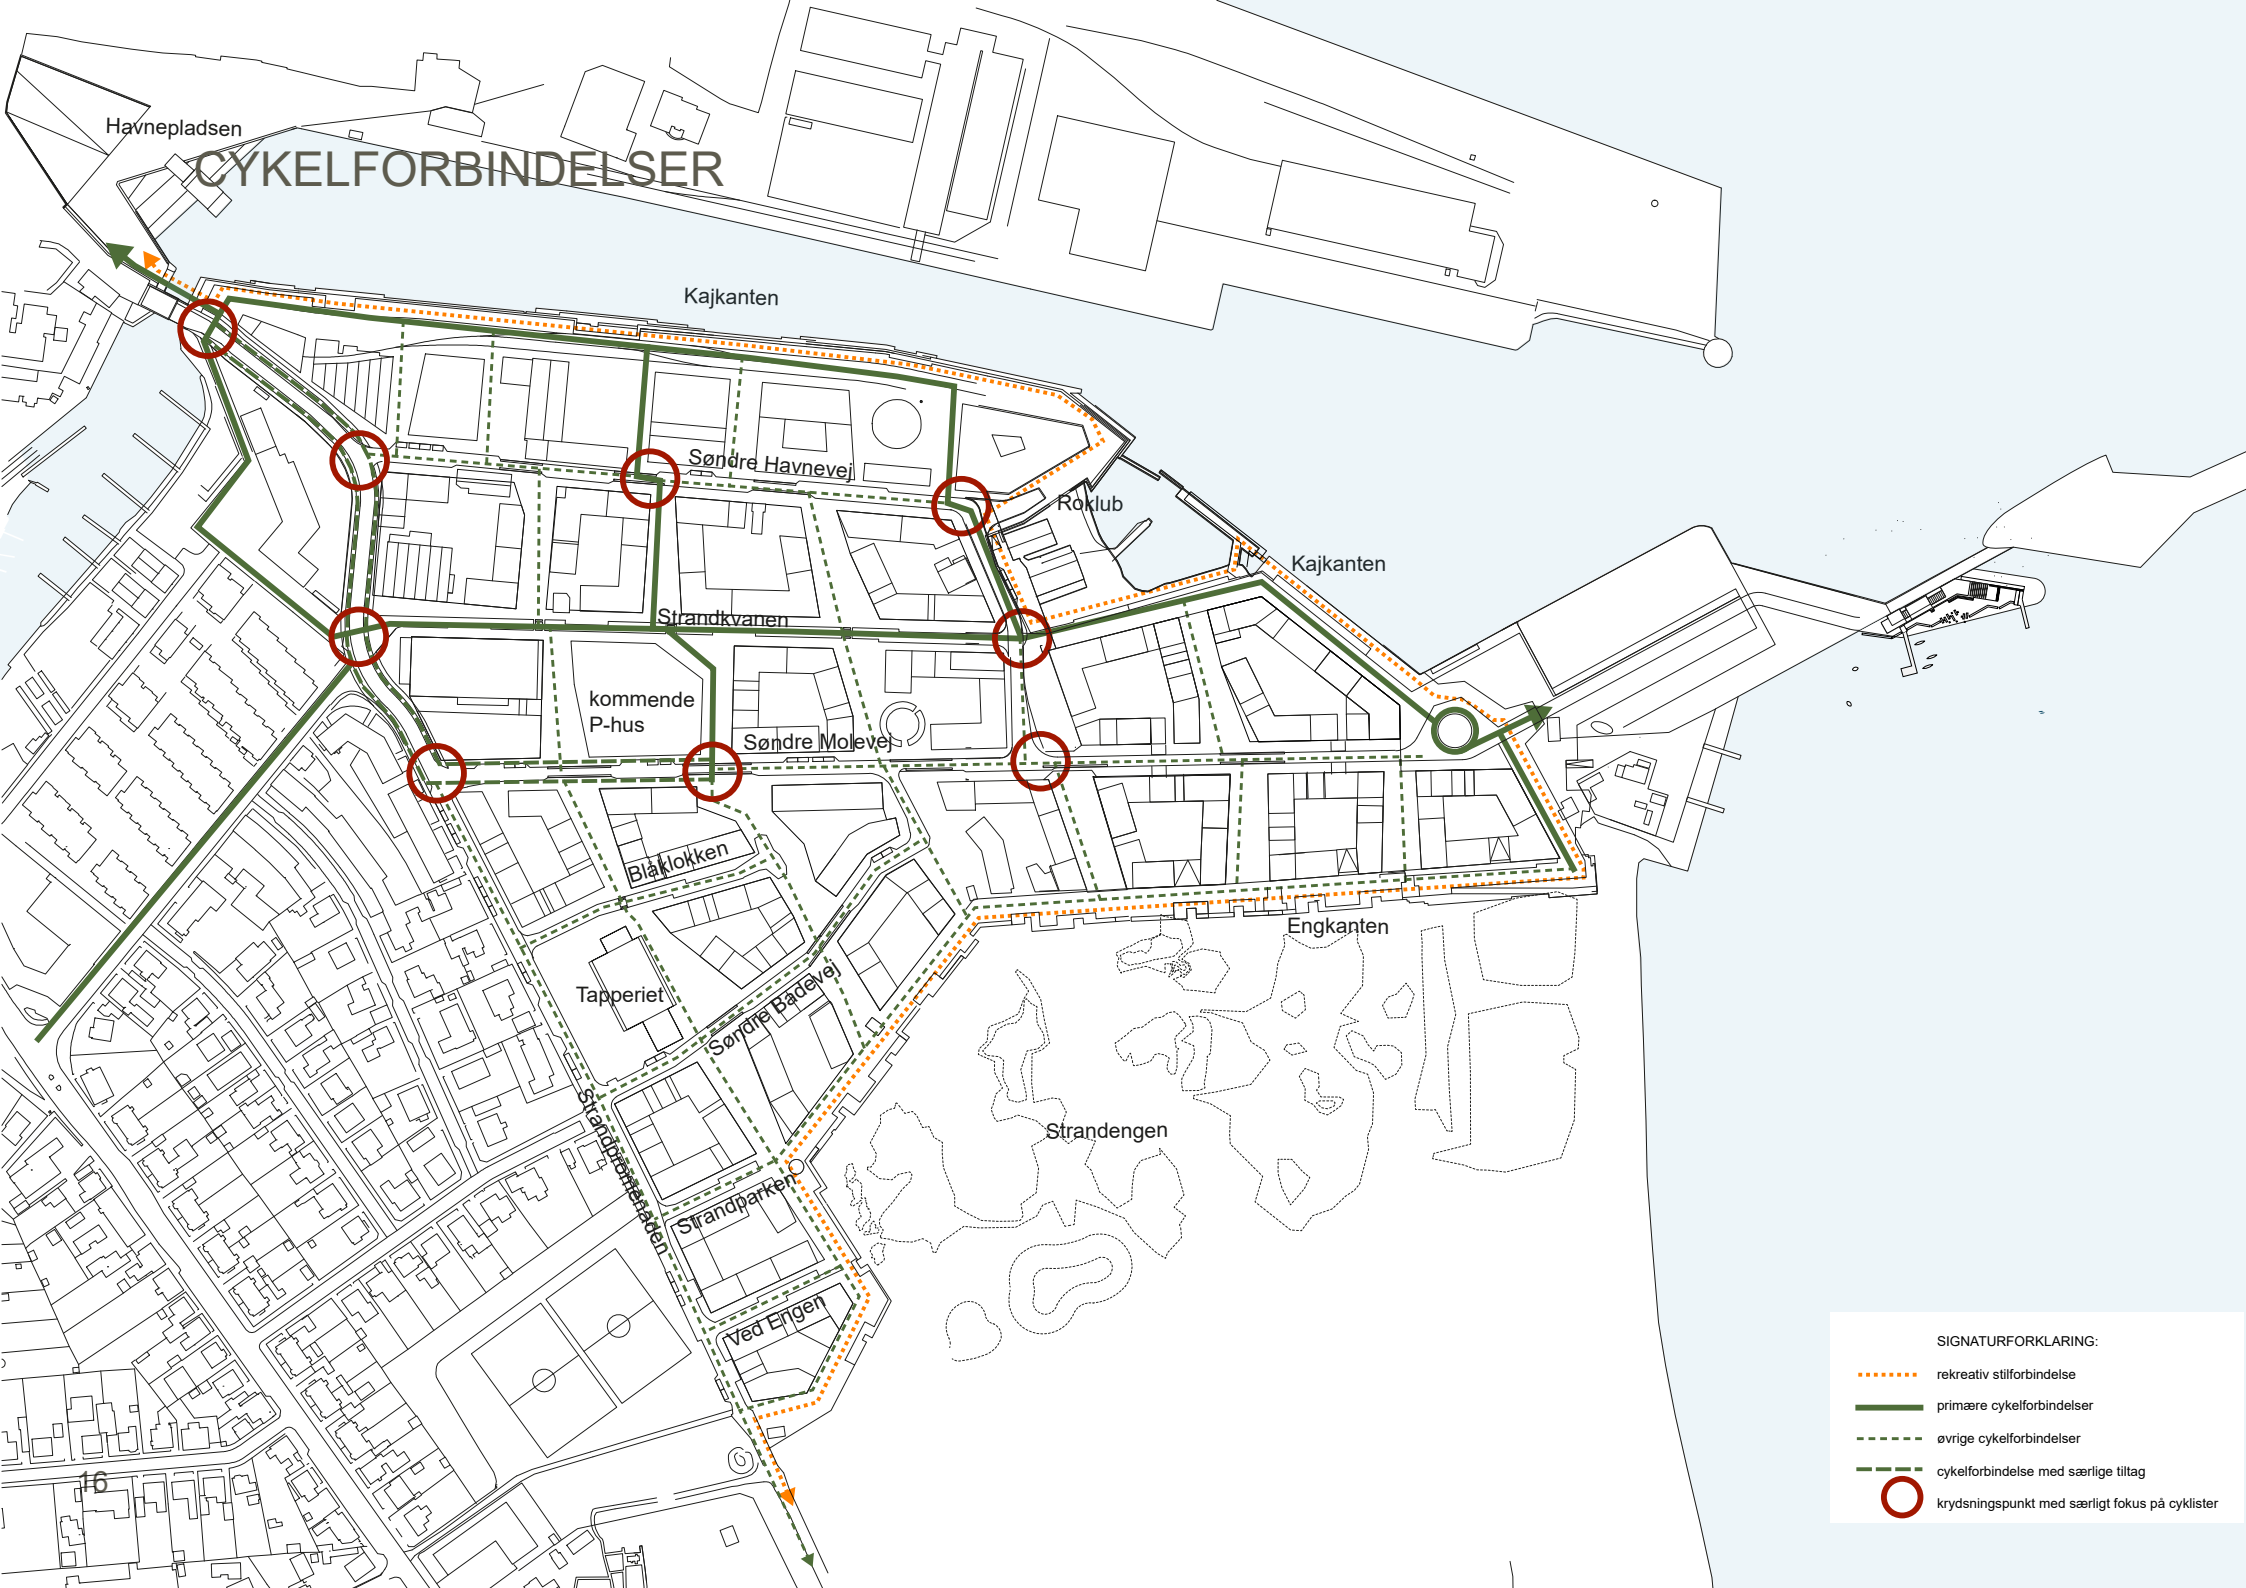 Havnepladsen
CYKELFORBINDELSER
Kajkanten
Søndre Havnevej
Roklub
Kajkanten
Strandkvanen
kommende
P-hus
Søndre Molevej
Blåklokken
Engkanten
Tapperiet
Søndre Badevej
Strandpromenaden
Strandengen
Strandparken
Ved Engen
SIGNATURFORKLARING:
rekreativ stilforbindelse
primære cykelforbindelser
øvrige cykelforbindelser
cykelforbindelse med særlige tiltag
krydsningspunkt med særligt fokus på cyklister
16